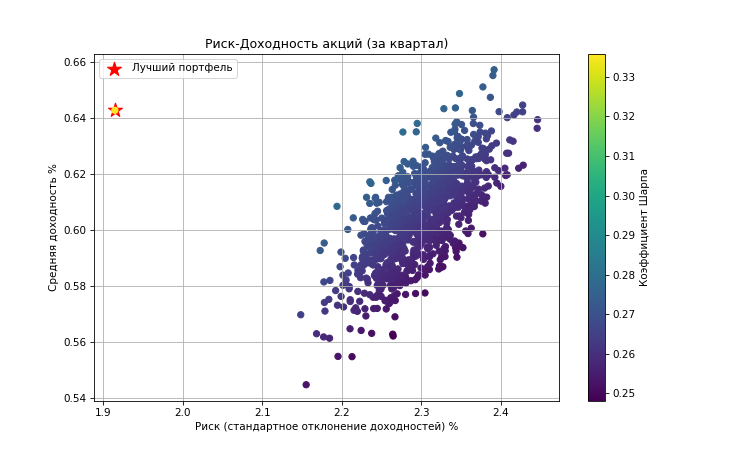 Риск-Доходность акций (за квартал)
Лучший портфель
Средняя доходность %
0.66
0.64
0.62
0.60
0.58
0.56
0.54
1.9 2.0 2.1 2.2 2.3 2.4
Риск (стандартное отклонение доходностей) %
0.33
0.32
0.31
0.30
0.29
0.28
0.27
0.26
0.25
Коэффициент Шарпа